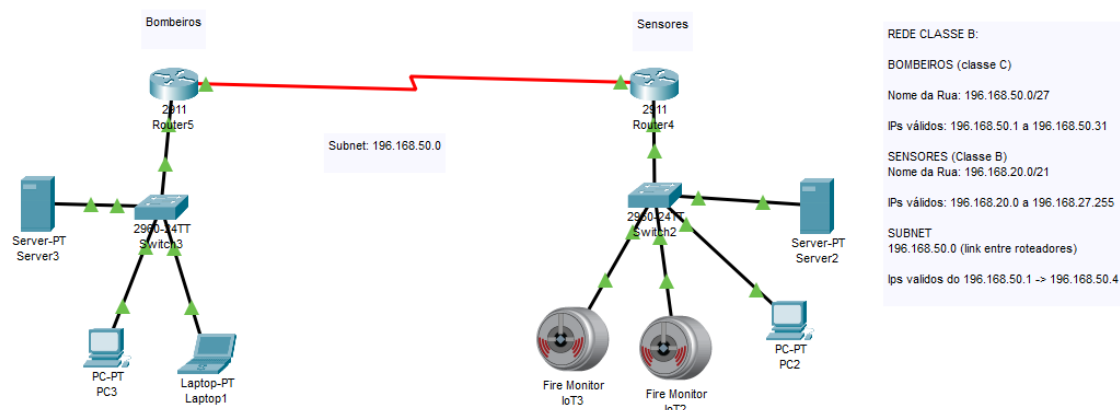 Bombeiros
Sensores
2911
Router5
2911
Router4
Subnet: 196.168.50.0
Server-PT
Server3
2960-24TT
Switch3
PC-PT
PC3
Laptop-PT
Laptop1
2960-24TT
Switch2
Server-PT
Server2
Fire Monitor
IoT3
Fire Monitor
IoT2
PC-PT
PC2
REDE CLASSE B:
BOMBEIROS (classe C)
Nome da Rua: 196.168.50.0/27
IPs válidos: 196.168.50.1 a 196.168.50.31
SENSORES (Classe B)
Nome da Rua: 196.168.20.0/21
IPs válidos: 196.168.20.0 a 196.168.27.255
SUBNET
196.168.50.0 (link entre roteadores)
Ips validos do 196.168.50.1 -> 196.168.50.4